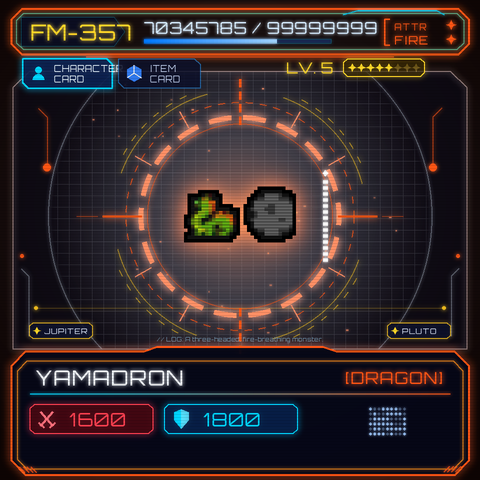 FM-357
70345785 / 99999999
ATTR
FIRE
CHARACTER
CARD
ITEM
CARD
LV.5
JUPITER
PLUTO
// LOG: A three-headed fire-breathing monster.
YAMADRON
[DRAGON]
1600
1800